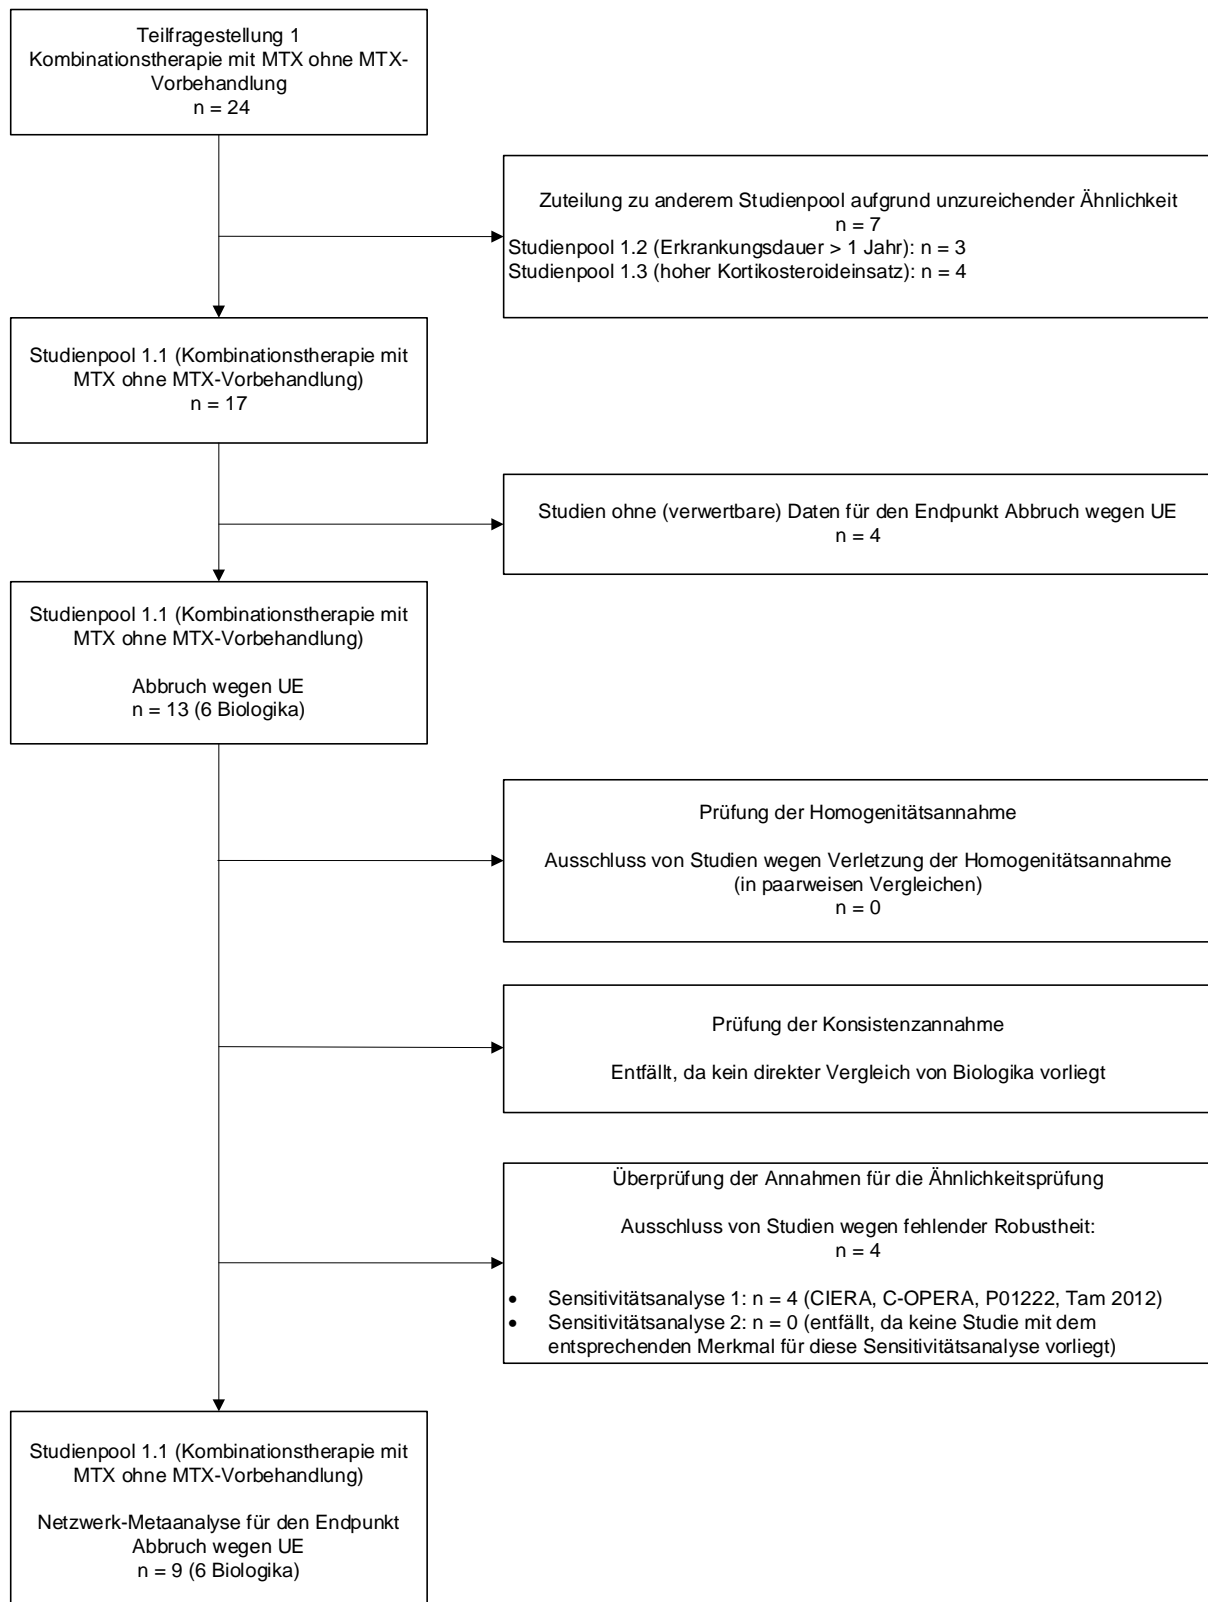 Teilfragestellung 1
Kombinationstherapie mit MTX ohne MTX-
Vorbehandlung
n = 24
Zuteilung zu anderem Studienpool aufgrund unzureichender Ähnlichkeit
n = 7
Studienpool 1.2 (Erkrankungsdauer > 1 Jahr): n = 3
Studienpool 1.3 (hoher Kortikosteroideinsatz): n = 4
Studienpool 1.1 (Kombinationstherapie mit
MTX ohne MTX-Vorbehandlung)
n = 17
Studien ohne (verwertbare) Daten für den Endpunkt Abbruch wegen UE
n = 4
Studienpool 1.1 (Kombinationstherapie mit
MTX ohne MTX-Vorbehandlung)
Abbruch wegen UE
n = 13 (6 Biologika)
Prüfung der Homogenitätsannahme
Ausschluss von Studien wegen Verletzung der Homogenitätsannahme
(in paarweisen Vergleichen)
n = 0
Prüfung der Konsistenzannahme
Entfällt, da kein direkter Vergleich von Biologika vorliegt
Überprüfung der Annahmen für die Ähnlichkeitsprüfung
Ausschluss von Studien wegen fehlender Robustheit:
n = 4
• Sensitivitätsanalyse 1: n = 4 (CIERA, C-OPERA, P01222, Tam 2012)
• Sensitivitätsanalyse 2: n = 0 (entfällt, da keine Studie mit dem
entsprechenden Merkmal für diese Sensitivitätsanalyse vorliegt)
Studienpool 1.1 (Kombinationstherapie mit
MTX ohne MTX-Vorbehandlung)
Netzwerk-Metaanalyse für den Endpunkt
Abbruch wegen UE
n = 9 (6 Biologika)